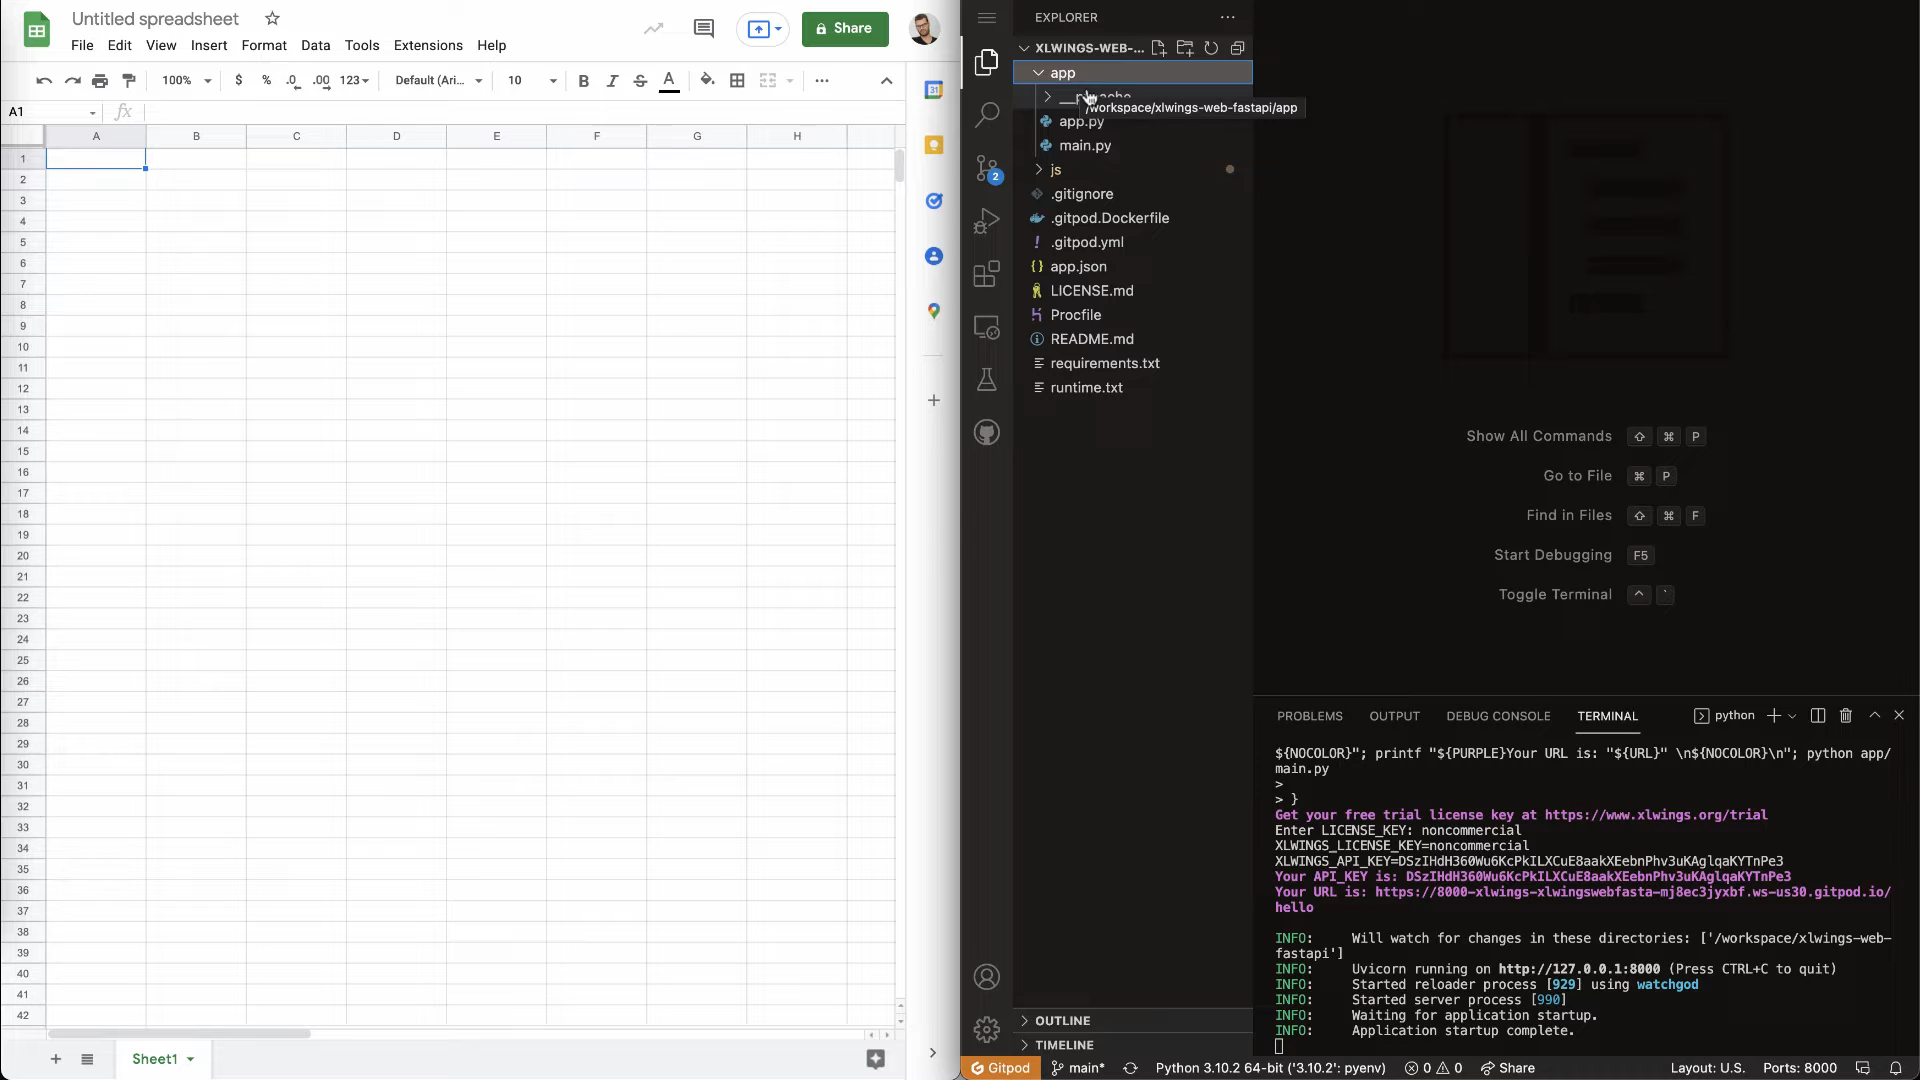 Untitled spreadsheet
File Edit View Insert Format Data Tools Extensions Help
Share
100% $ % .0 .00 123 Default (Ari... 10 B I S A
A1 fx
A B C D E F G H
1
2
3
4
5
6
7
8
9
10
11
12
13
14
15
16
17
18
19
20
21
22
23
24
25
26
27
28
29
30
31
32
33
34
35
36
37
38
39
40
41
42
Sheet1
31
EXPLORER
XLWINGS-WEB-...
app
/workspace/xlwings-web-fastapi/app
app.py
main.py
js
2
.gitignore
.gitpod.Dockerfile
.gitpod.yml
app.json
LICENSE.md
Procfile
README.md
requirements.txt
runtime.txt
OUTLINE
TIMELINE
Show All Commands ⇧ ⌘ P
Go to File ⌘ P
Find in Files ⇧ ⌘ F
Start Debugging F5
Toggle Terminal ^ `
PROBLEMS OUTPUT DEBUG CONSOLE TERMINAL python
${NOCOLOR}"; printf "${PURPLE}Your URL is: "${URL}" \n${NOCOLOR}\n"; python app/
main.py
>
> }
Get your free trial license key at https://www.xlwings.org/trial
Enter LICENSE_KEY: noncommercial
XLWINGS_LICENSE_KEY=noncommercial
XLWINGS_API_KEY=DSzIHdH360Wu6KcPkILXCuE8aakXEebnPhv3uKAglqaKYTnPe3
Your API_KEY is: DSzIHdH360Wu6KcPkILXCuE8aakXEebnPhv3uKAglqaKYTnPe3
Your URL is: https://8000-xlwings-xlwingswebfasta-mj8ec3jyxbf.ws-us30.gitpod.io/
hello
INFO: Will watch for changes in these directories: ['/workspace/xlwings-web-
fastapi']
INFO: Uvicorn running on http://127.0.0.1:8000 (Press CTRL+C to quit)
INFO: Started reloader process [929] using watchgod
INFO: Started server process [990]
INFO: Waiting for application startup.
INFO: Application startup complete.
Gitpod main* Python 3.10.2 64-bit ('3.10.2': pyenv) 0 0 Share Layout: U.S. Ports: 8000